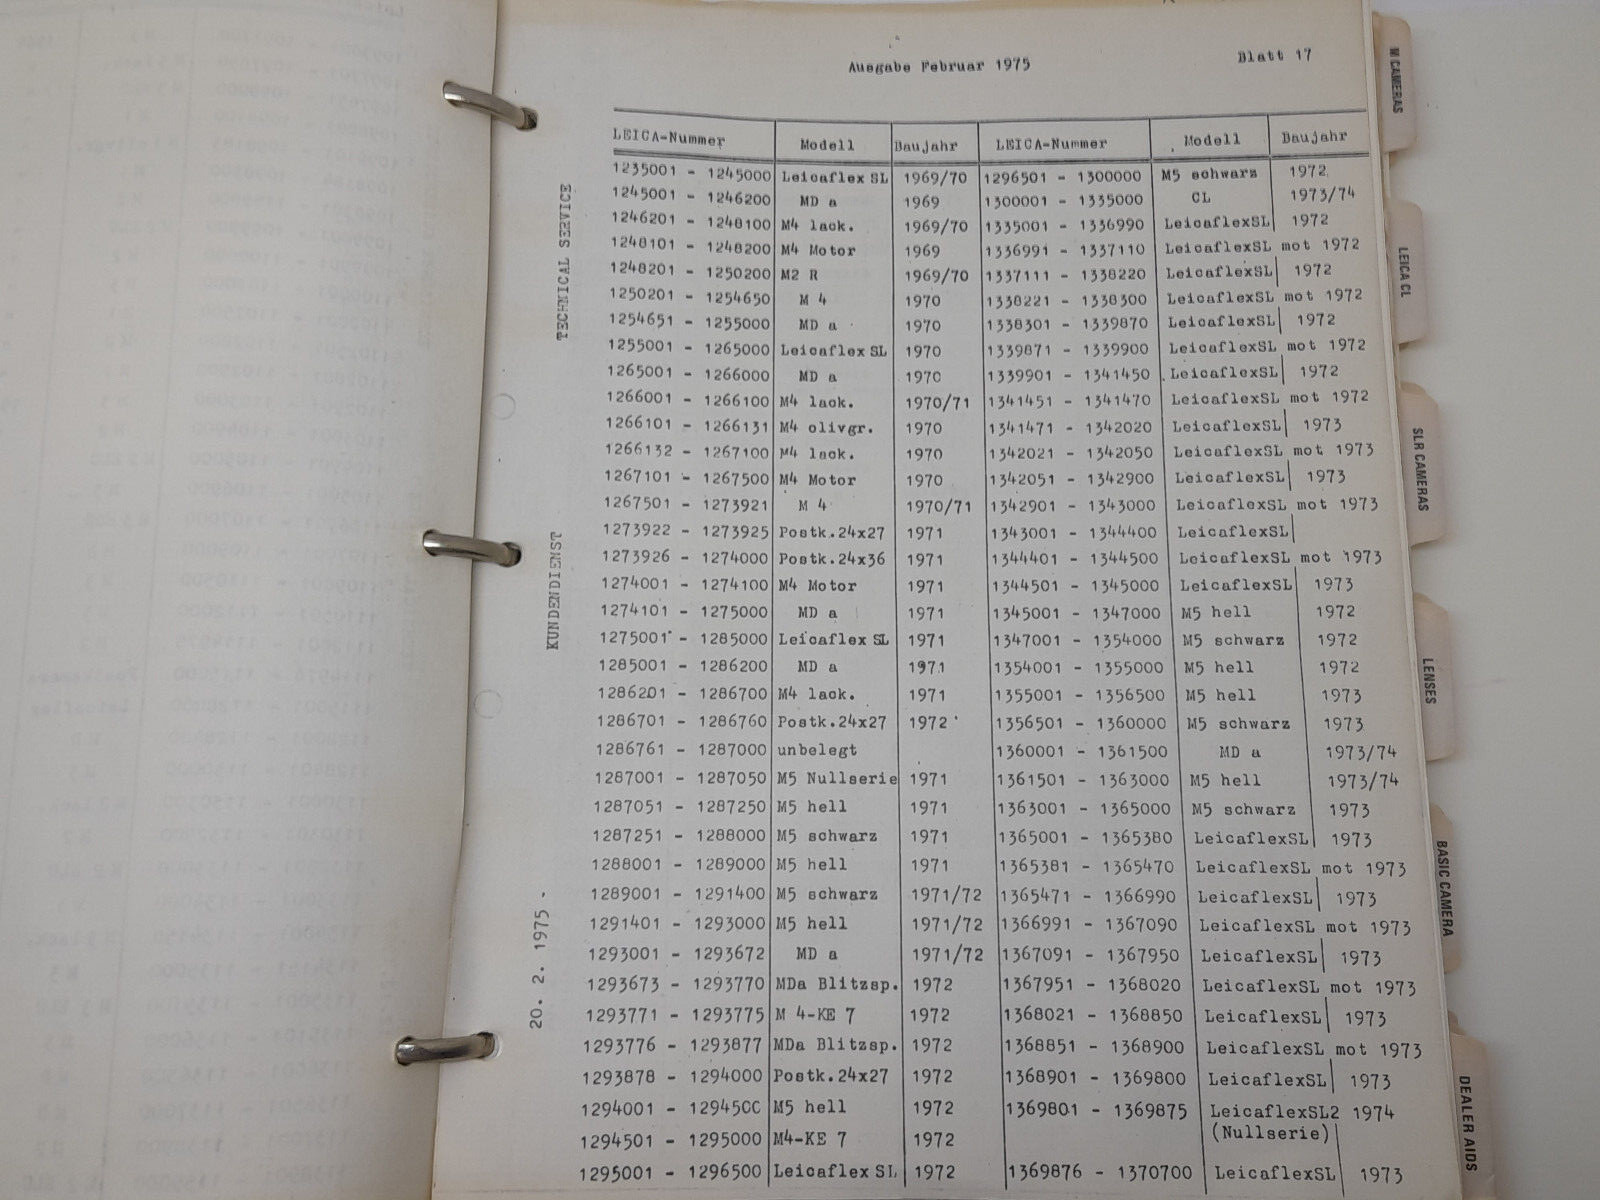 Ausgabe Februar 1975 Blatt 17
LEICA-Nummer Modell Baujahr LEICA-Nummer Modell Baujahr
1235001 - 1245000 Leicaflex SL 1969/70 1296501 - 1300000 M5 schwarz 1972
1245001 - 1246200 MD a 1969 1300001 - 1335000 CL 1973/74
1246201 - 1248100 M4 lack. 1969/70 1335001 - 1336990 LeicaflexSL 1972
1248101 - 1248200 M4 Motor 1969 1336991 - 1337110 LeicaflexSL mot 1972
1248201 - 1250200 M2 R 1969/70 1337111 - 1338220 LeicaflexSL 1972
1250201 - 1254650 M 4 1970 1338221 - 1338300 LeicaflexSL mot 1972
1254651 - 1255000 MD a 1970 1338301 - 1339870 LeicaflexSL 1972
1255001 - 1265000 Leicaflex SL 1970 1339871 - 1339900 LeicaflexSL mot 1972
1265001 - 1266000 MD a 1970 1339901 - 1341450 LeicaflexSL 1972
1266001 - 1266100 M4 lack. 1970/71 1341451 - 1341470 LeicaflexSL mot 1972
1266101 - 1266131 M4 olivgr. 1970 1341471 - 1342020 LeicaflexSL 1973
1266132 - 1267100 M4 lack. 1970 1342021 - 1342050 LeicaflexSL mot 1973
1267101 - 1267500 M4 Motor 1970 1342051 - 1342900 LeicaflexSL 1973
1267501 - 1273921 M 4 1970/71 1342901 - 1343000 LeicaflexSL mot 1973
1273922 - 1273925 Postk.24x27 1971 1343001 - 1344400 LeicaflexSL
1273926 - 1274000 Postk.24x36 1971 1344401 - 1344500 LeicaflexSL mot 1973
1274001 - 1274100 M4 Motor 1971 1344501 - 1345000 LeicaflexSL 1973
1274101 - 1275000 MD a 1971 1345001 - 1347000 M5 hell 1972
1275001 - 1285000 Leicaflex SL 1971 1347001 - 1354000 M5 schwarz 1972
1285001 - 1286200 MD a 1971 1354001 - 1355000 M5 hell 1972
1286201 - 1286700 M4 lack. 1971 1355001 - 1356500 M5 hell 1973
1286701 - 1286760 Postk.24x27 1972 1356501 - 1360000 M5 schwarz 1973
1286761 - 1287000 unbelegt 1360001 - 1361500 MD a 1973/74
1287001 - 1287050 M5 Nullserie 1971 1361501 - 1363000 M5 hell 1973/74
1287051 - 1287250 M5 hell 1971 1363001 - 1365000 M5 schwarz 1973
1287251 - 1288000 M5 schwarz 1971 1365001 - 1365380 LeicaflexSL 1973
1288001 - 1289000 M5 hell 1971 1365381 - 1365470 LeicaflexSL mot 1973
1289001 - 1291400 M5 schwarz 1971/72 1365471 - 1366990 LeicaflexSL 1973
1291401 - 1293000 M5 hell 1971/72 1366991 - 1367090 LeicaflexSL mot 1973
1293001 - 1293672 MD a 1971/72 1367091 - 1367950 LeicaflexSL 1973
1293673 - 1293770 MDa Blitzsp. 1972 1367951 - 1368020 LeicaflexSL mot 1973
1293771 - 1293775 M 4-KE 7 1972 1368021 - 1368850 LeicaflexSL 1973
1293776 - 1293877 MDa Blitzsp. 1972 1368851 - 1368900 LeicaflexSL mot 1973
1293878 - 1294000 Postk.24x27 1972 1368901 - 1369800 LeicaflexSL 1973
1294001 - 1294500 M5 hell 1972 1369801 - 1369875 LeicaflexSL2 1974
1294501 - 1295000 M4-KE 7 1972 (Nullserie)
1295001 - 1296500 Leicaflex SL 1972 1369876 - 1370700 LeicaflexSL 1973
TECHNICAL SERVICE
KUNDENDIENST
20. 2. 1975 -
M CAMERAS
LEICA CL
SLR CAMERAS
LENSES
BASIC CAMERA
DEALER AIDS